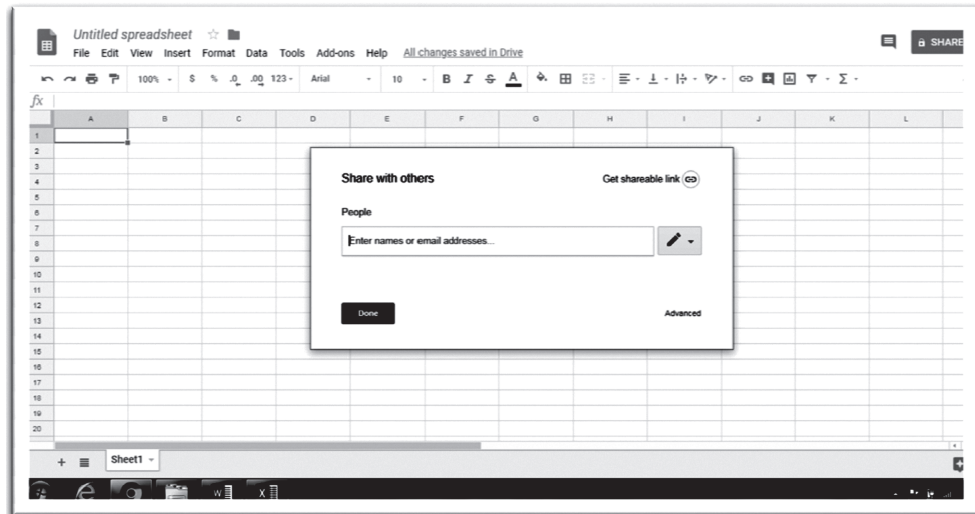 Untitled spreadsheet
File Edit View Insert Format Data Tools Add-ons Help All changes saved in Drive
SHARE
100% $ % .0 .00 123 Arial 10 B I S A Σ
fx
A B C D E F G H I J K L
1
2
3
4
5
6
7
8
9
10
11
12
13
14
15
16
17
18
19
20
Share with others
Get shareable link
People
Enter names or email addresses...
Done
Advanced
+ Sheet1
W X